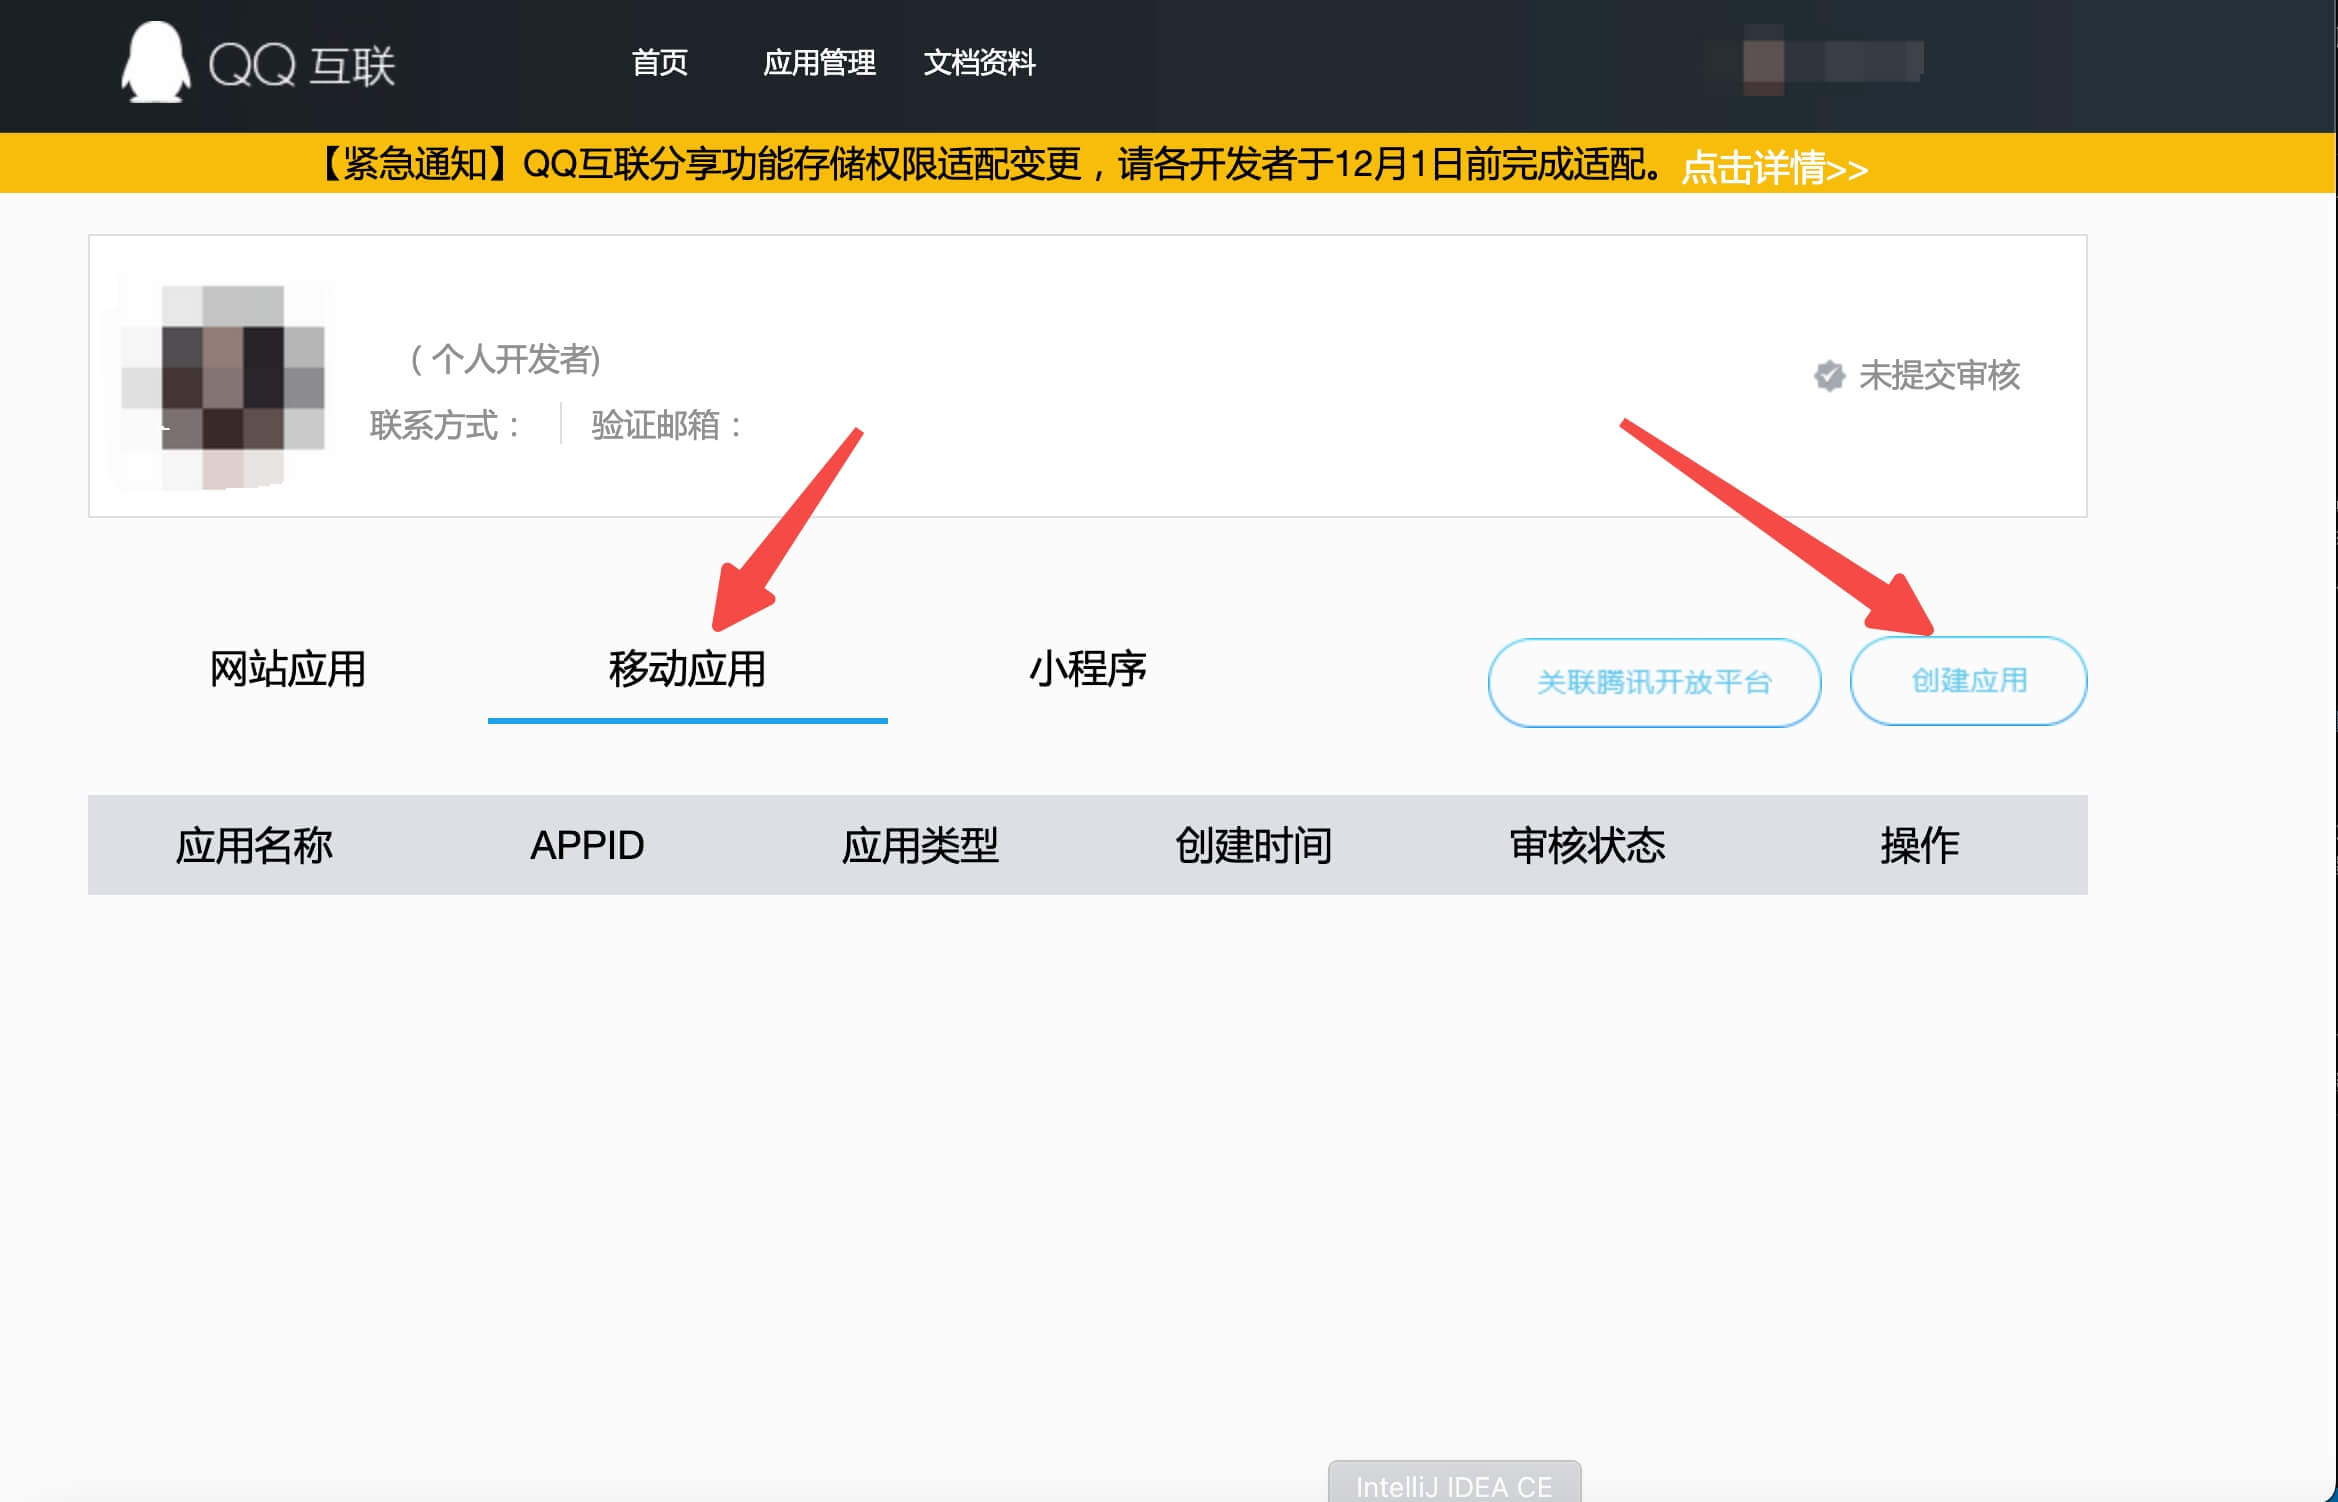 QQ 互联
首页 应用管理 文档资料
【紧急通知】QQ互联分享功能存储权限适配变更，请各开发者于12月1日前完成适配。点击详情>>
( 个人开发者)
未提交审核
联系方式： 验证邮箱：
网站应用 移动应用 小程序 关联腾讯开放平台 创建应用
应用名称 APPID 应用类型 创建时间 审核状态 操作
IntelliJ IDEA CE